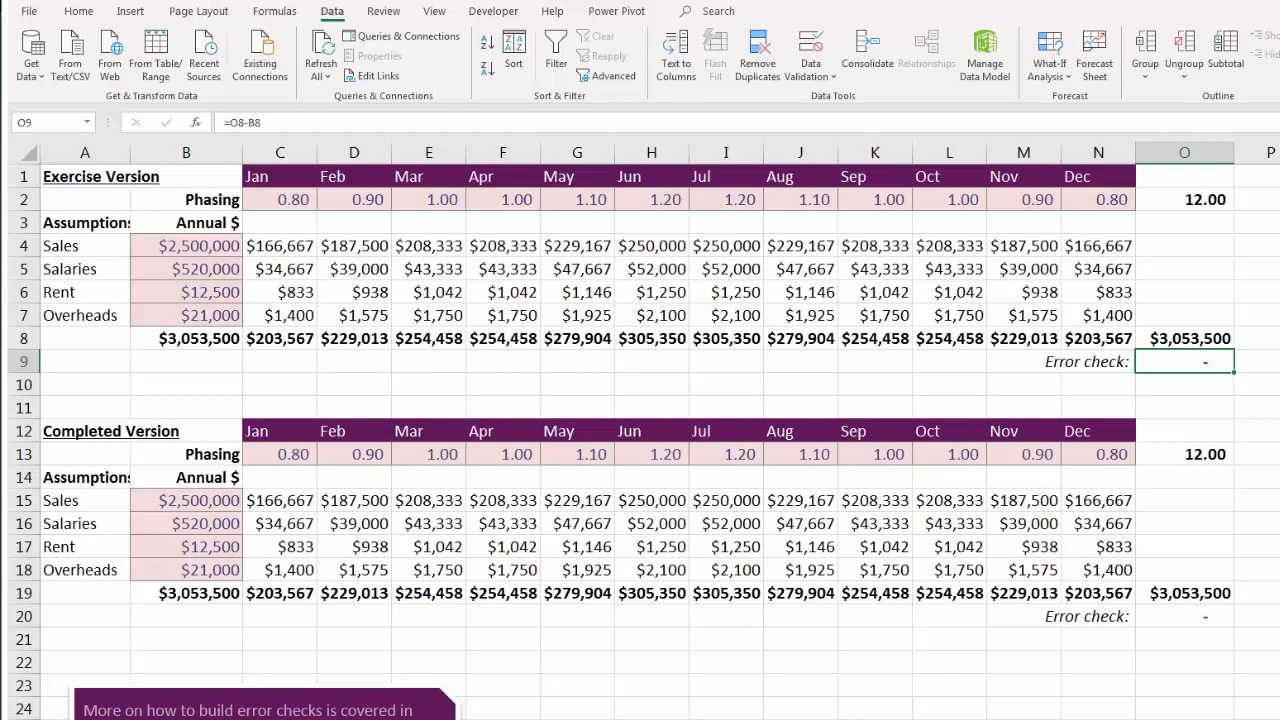 File Home Insert Page Layout Formulas Data Review View Developer Help Power Pivot Search
Get Data From Text/CSV From Web From Table/ Range Recent Sources Existing Connections Refresh All Queries & Connections Properties Edit Links Sort Filter Clear Reapply Advanced Text to Columns Flash Fill Remove Duplicates Data Validation Consolidate Relationships Manage Data Model What-If Analysis Forecast Sheet Group Ungroup Subtotal
Get & Transform Data Queries & Connections Sort & Filter Data Tools Forecast Outline
O9 fx =O8-B8
A B C D E F G H I J K L M N O P
1 Exercise Version Jan Feb Mar Apr May Jun Jul Aug Sep Oct Nov Dec
2 Phasing 0.80 0.90 1.00 1.00 1.10 1.20 1.20 1.10 1.00 1.00 0.90 0.80 12.00
3 Assumptions Annual $
4 Sales $2,500,000 $166,667 $187,500 $208,333 $208,333 $229,167 $250,000 $250,000 $229,167 $208,333 $208,333 $187,500 $166,667
5 Salaries $520,000 $34,667 $39,000 $43,333 $43,333 $47,667 $52,000 $52,000 $47,667 $43,333 $43,333 $39,000 $34,667
6 Rent $12,500 $833 $938 $1,042 $1,042 $1,146 $1,250 $1,250 $1,146 $1,042 $1,042 $938 $833
7 Overheads $21,000 $1,400 $1,575 $1,750 $1,750 $1,925 $2,100 $2,100 $1,925 $1,750 $1,750 $1,575 $1,400
8 $3,053,500 $203,567 $229,013 $254,458 $254,458 $279,904 $305,350 $305,350 $279,904 $254,458 $254,458 $229,013 $203,567 $3,053,500
9 Error check: -
10
11
12 Completed Version Jan Feb Mar Apr May Jun Jul Aug Sep Oct Nov Dec
13 Phasing 0.80 0.90 1.00 1.00 1.10 1.20 1.20 1.10 1.00 1.00 0.90 0.80 12.00
14 Assumptions Annual $
15 Sales $2,500,000 $166,667 $187,500 $208,333 $208,333 $229,167 $250,000 $250,000 $229,167 $208,333 $208,333 $187,500 $166,667
16 Salaries $520,000 $34,667 $39,000 $43,333 $43,333 $47,667 $52,000 $52,000 $47,667 $43,333 $43,333 $39,000 $34,667
17 Rent $12,500 $833 $938 $1,042 $1,042 $1,146 $1,250 $1,250 $1,146 $1,042 $1,042 $938 $833
18 Overheads $21,000 $1,400 $1,575 $1,750 $1,750 $1,925 $2,100 $2,100 $1,925 $1,750 $1,750 $1,575 $1,400
19 $3,053,500 $203,567 $229,013 $254,458 $254,458 $279,904 $305,350 $305,350 $279,904 $254,458 $254,458 $229,013 $203,567 $3,053,500
20 Error check: -
21
22
23
24 More on how to build error checks is covered in